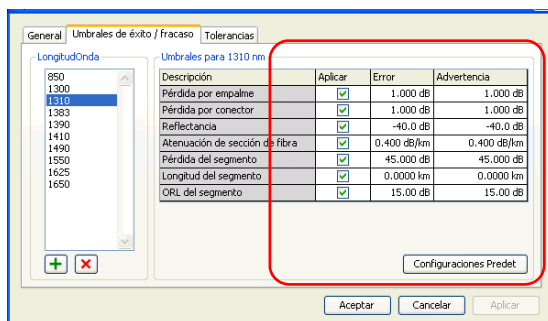 General Umbrales de éxito / fracaso Tolerancias
LongitudOnda
850
1300
1310
1383
1390
1410
1490
1550
1625
1650
Umbrales para 1310 nm
Descripción Aplicar Error Advertencia
Pérdida por empalme 1.000 dB 1.000 dB
Pérdida por conector 1.000 dB 1.000 dB
Reflectancia -40.0 dB -40.0 dB
Atenuación de sección de fibra 0.400 dB/km 0.400 dB/km
Pérdida del segmento 45.000 dB 45.000 dB
Longitud del segmento 0.0000 km 0.0000 km
ORL del segmento 15.00 dB 15.00 dB
Configuraciones Predet
Aceptar Cancelar Aplicar